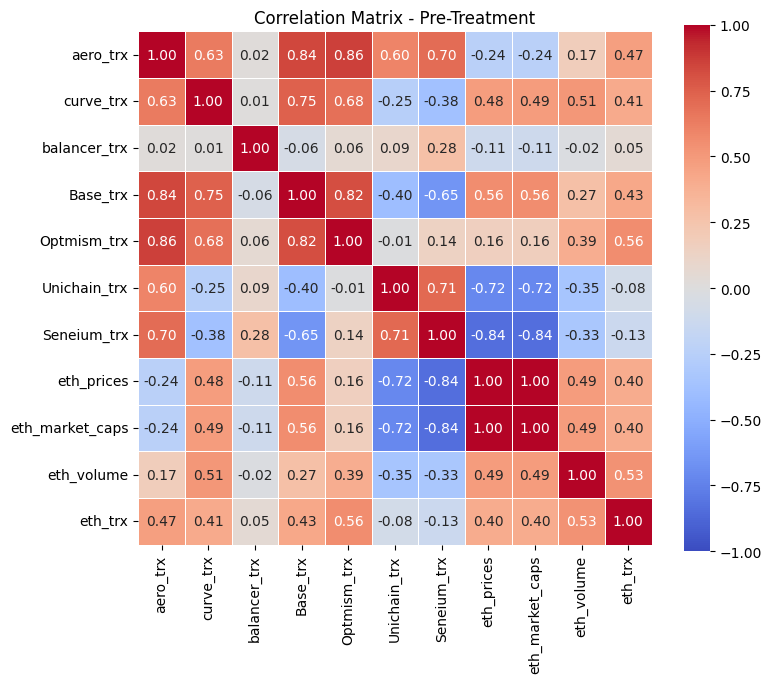 Correlation Matrix - Pre-Treatment
aero_trx 1.00 0.63 0.02 0.84 0.86 0.60 0.70 -0.24 -0.24 0.17 0.47
curve_trx 0.63 1.00 0.01 0.75 0.68 -0.25 -0.38 0.48 0.49 0.51 0.41
balancer_trx 0.02 0.01 1.00 -0.06 0.06 0.09 0.28 -0.11 -0.11 -0.02 0.05
Base_trx 0.84 0.75 -0.06 1.00 0.82 -0.40 -0.65 0.56 0.56 0.27 0.43
Optmism_trx 0.86 0.68 0.06 0.82 1.00 -0.01 0.14 0.16 0.16 0.39 0.56
Unichain_trx 0.60 -0.25 0.09 -0.40 -0.01 1.00 0.71 -0.72 -0.72 -0.35 -0.08
Seneium_trx 0.70 -0.38 0.28 -0.65 0.14 0.71 1.00 -0.84 -0.84 -0.33 -0.13
eth_prices -0.24 0.48 -0.11 0.56 0.16 -0.72 -0.84 1.00 1.00 0.49 0.40
eth_market_caps -0.24 0.49 -0.11 0.56 0.16 -0.72 -0.84 1.00 1.00 0.49 0.40
eth_volume 0.17 0.51 -0.02 0.27 0.39 -0.35 -0.33 0.49 0.49 1.00 0.53
eth_trx 0.47 0.41 0.05 0.43 0.56 -0.08 -0.13 0.40 0.40 0.53 1.00
aero_trx
curve_trx
balancer_trx
Base_trx
Optmism_trx
Unichain_trx
Seneium_trx
eth_prices
eth_market_caps
eth_volume
eth_trx
1.00
0.75
0.50
0.25
0.00
-0.25
-0.50
-0.75
-1.00